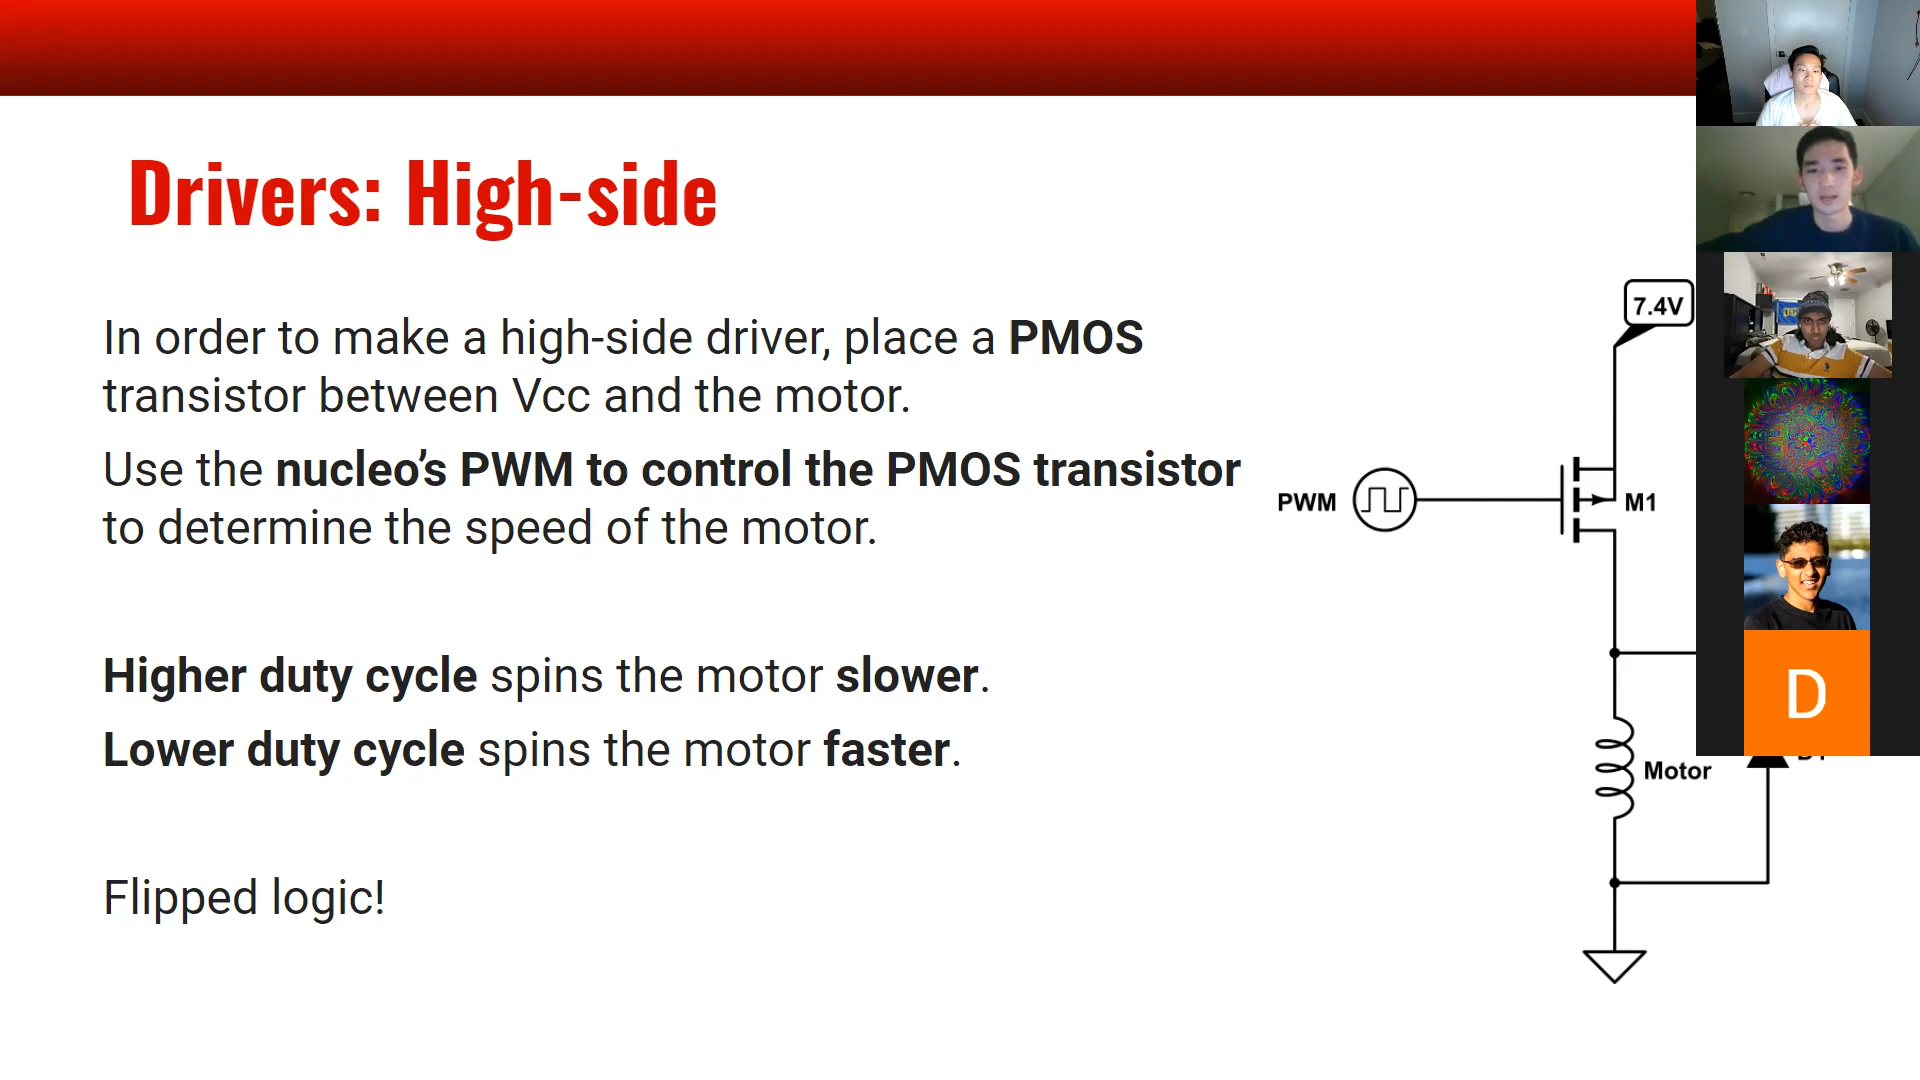 Drivers: High-side
In order to make a high-side driver, place a PMOS
transistor between Vcc and the motor.
Use the nucleo’s PWM to control the PMOS transistor
to determine the speed of the motor.
Higher duty cycle spins the motor slower.
Lower duty cycle spins the motor faster.
Flipped logic!
7.4V
PWM
M1
Motor
D